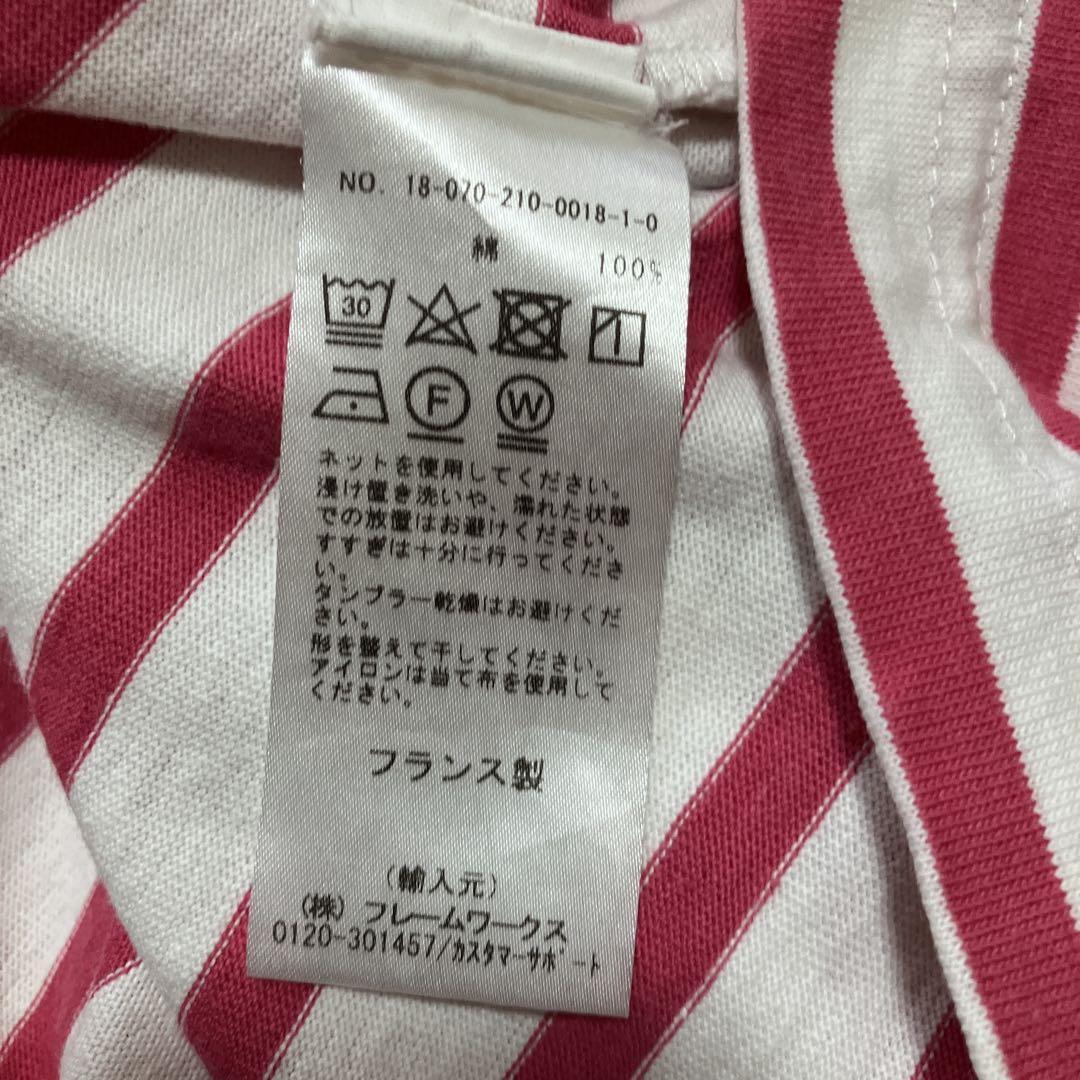 NO. 18-070-210-0018-1-0
綿 100%
30
F W
ネットを使用してください。
浸け置き洗いや、濡れた状態
での放置はお避けください。
すすぎは十分に行ってくださ
い。
タンブラー乾燥はお避けくだ
さい。
形を整えて干してください。
アイロンは当て布を使用して
ください。
フランス製
(輸入元)
(株) フレームワークス
0120-301457/カスタマーサポート